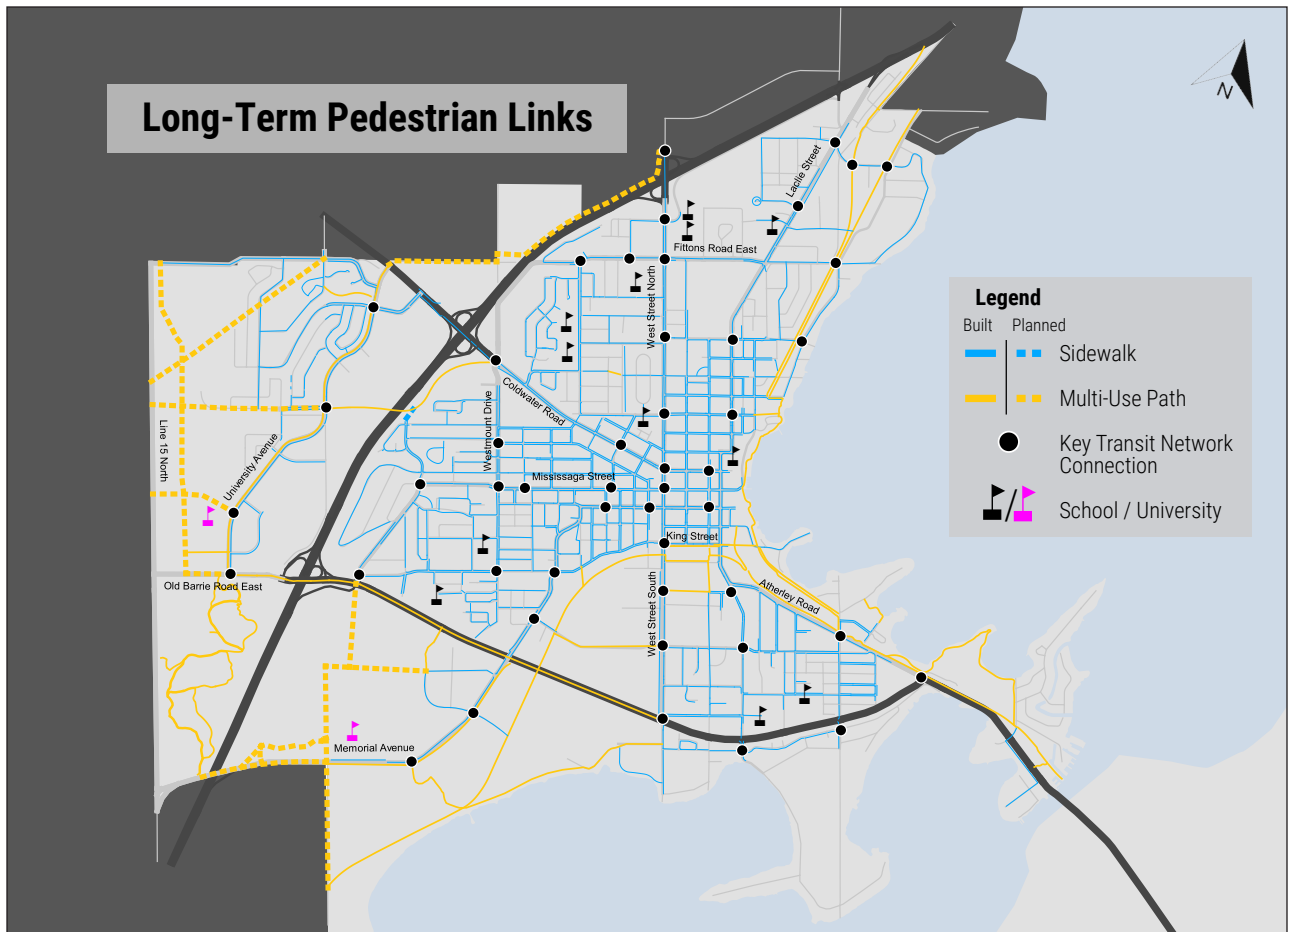 Long-Term Pedestrian Links
N
Laclie Street
Fittons Road East
West Street North
Coldwater Road
Westmount Drive
Line 15 North
University Avenue
Mississaga Street
King Street
Old Barrie Road East
West Street South
Atherley Road
Memorial Avenue
Legend
Built Planned
Sidewalk
Multi-Use Path
Key Transit Network
Connection
School / University